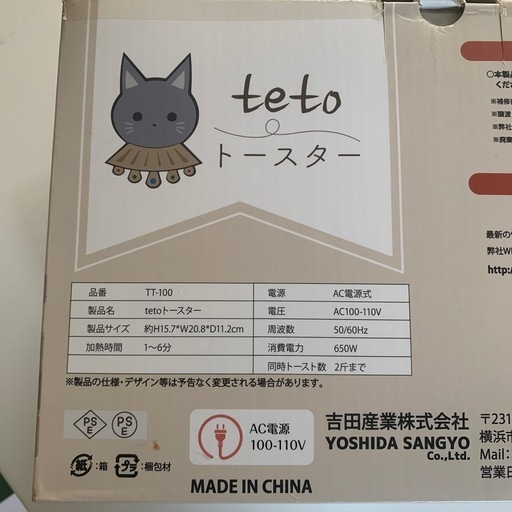 teto
トースター
品番 TT-100 電源 AC電源式
製品名 tetoトースター 電圧 AC100-110V
製品サイズ 約H15.7*W20.8*D11.2cm 周波数 50/60Hz
加熱時間 1〜6分 消費電力 650W
同時トースト数 2斤まで
※製品の仕様・デザイン等は予告なく変更される場合があります。
PSE PSE
紙:箱 プラ:梱包材
AC電源
100-110V
吉田産業株式会社
YOSHIDA SANGYO
Co.,Ltd.
MADE IN CHINA
〇本製品
くださ
※補修
※譲渡
※弊社
※廃棄
最新の
弊社W
http:/
〒231
横浜市
Mail:
営業日